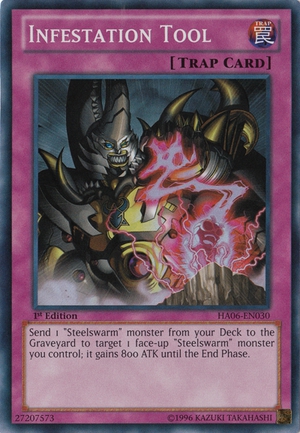 INFESTATION TOOL
TRAP
罠
[TRAP CARD]
1st Edition
HA06-EN030
Send 1 "Steelswarm" monster from your Deck to the
Graveyard to target 1 face-up "Steelswarm" monster
you control; it gains 800 ATK until the End Phase.
27207573
©1996 KAZUKI TAKAHASHI